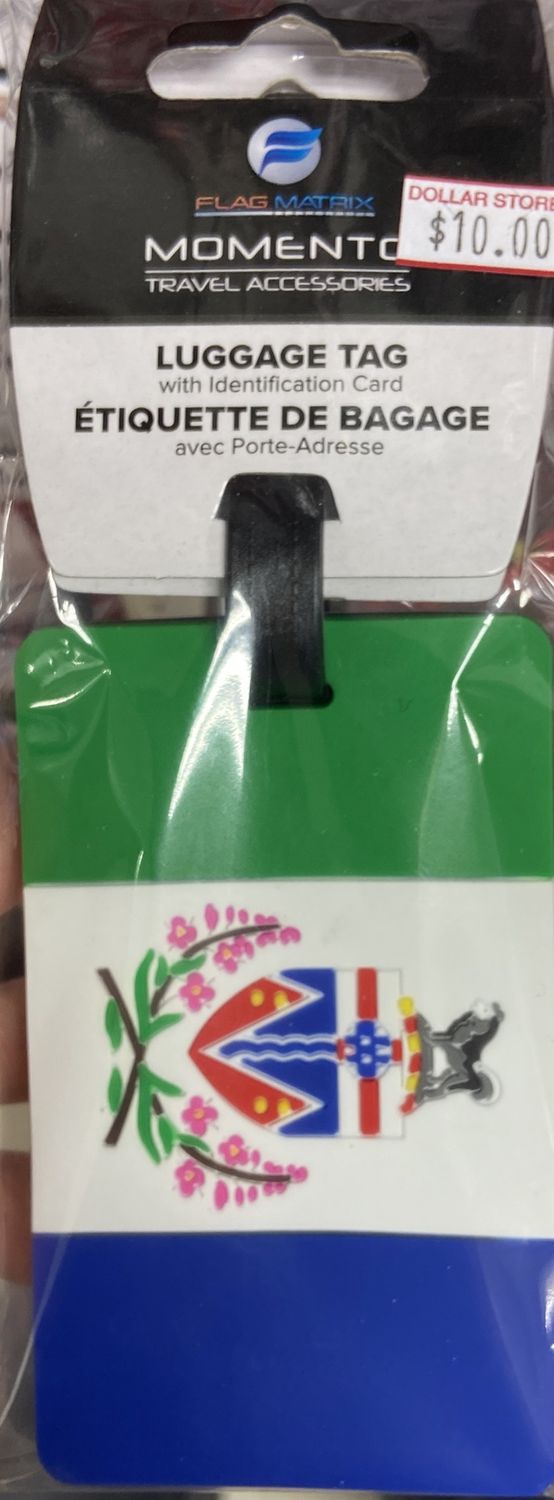 FLAG MATRIX
DOLLAR STORE
$10.00
MOMENTO
TRAVEL ACCESSORIES
LUGGAGE TAG
with Identification Card
ÉTIQUETTE DE BAGAGE
avec Porte-Adresse